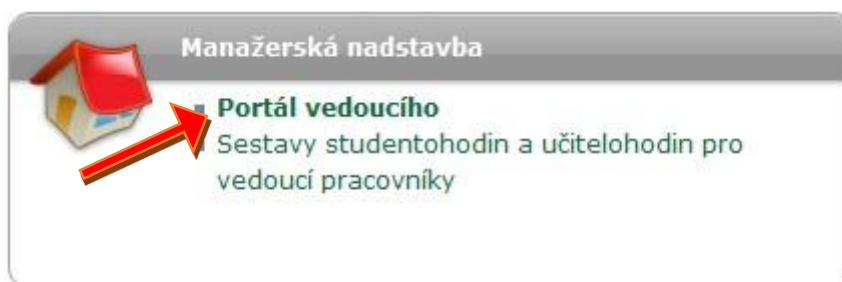 Manažerská nadstavba
Portál vedoucího
Sestavy studentohodin a učitelohodin pro
vedoucí pracovníky